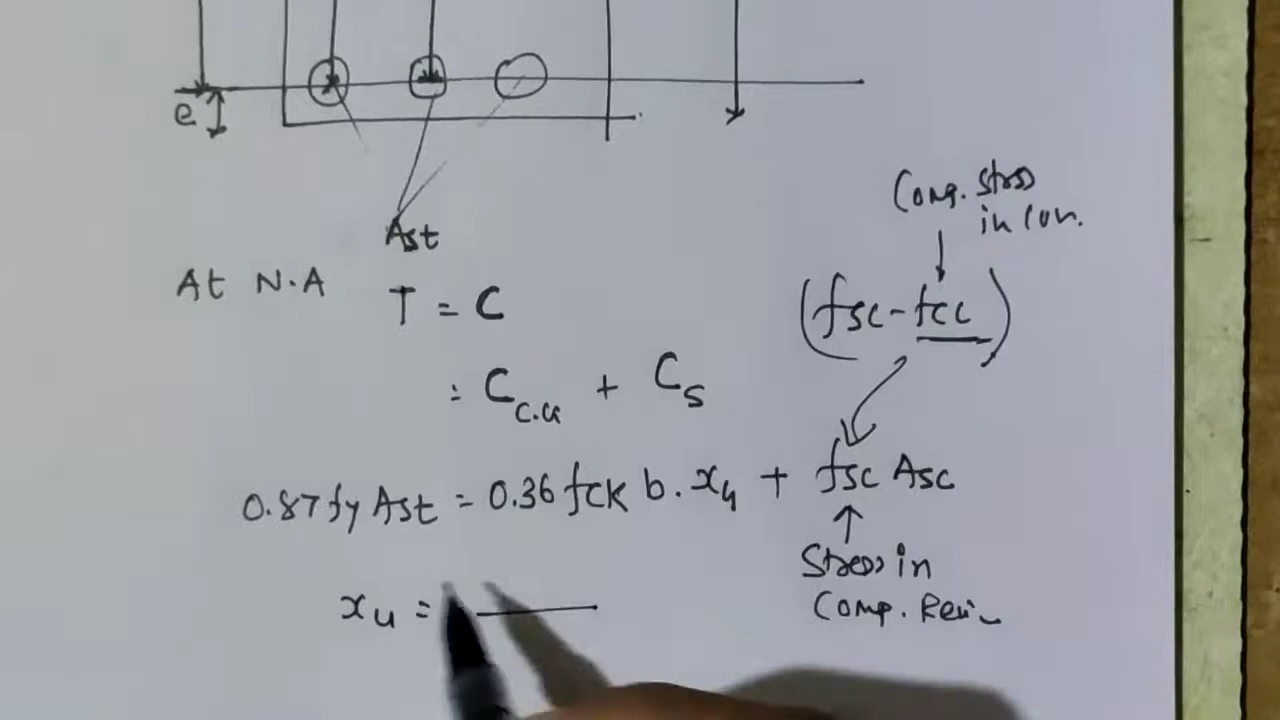 e
Ast
Comp. stress
in con.
At N.A T = C
(fsc - fcc)
= Cc.u + Cs
0.87 fy Ast = 0.36 fck b. xu + fsc Asc
Stress in
Comp. Rein
xu =